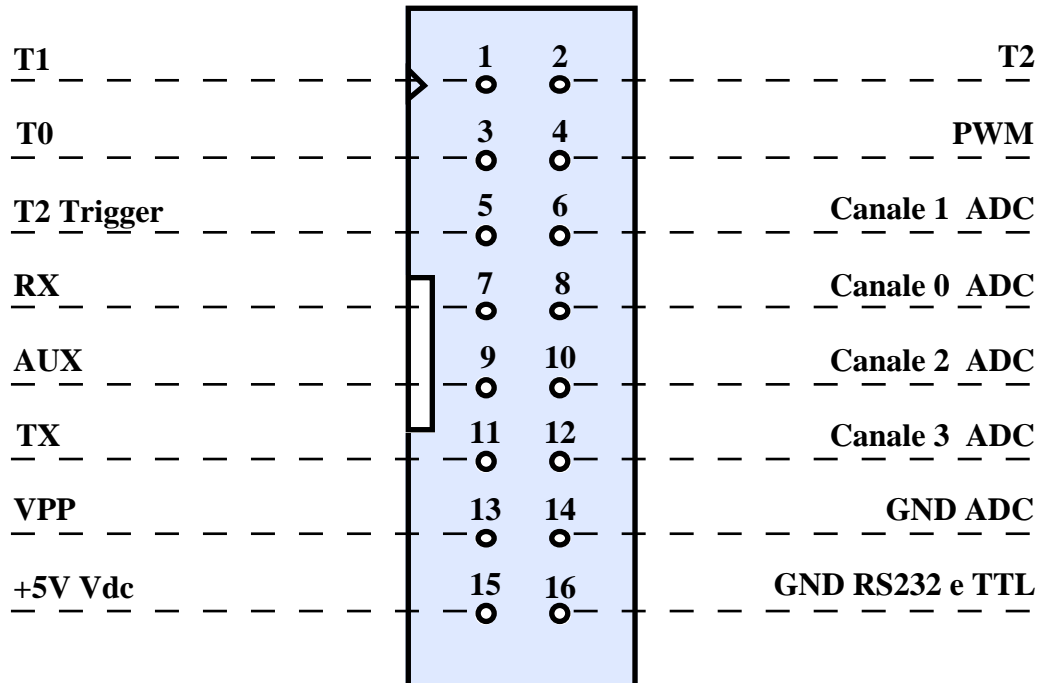 T1 1 2 T2
T0 3 4 PWM
T2 Trigger 5 6 Canale 1 ADC
RX 7 8 Canale 0 ADC
AUX 9 10 Canale 2 ADC
TX 11 12 Canale 3 ADC
VPP 13 14 GND ADC
+5V Vdc 15 16 GND RS232 e TTL